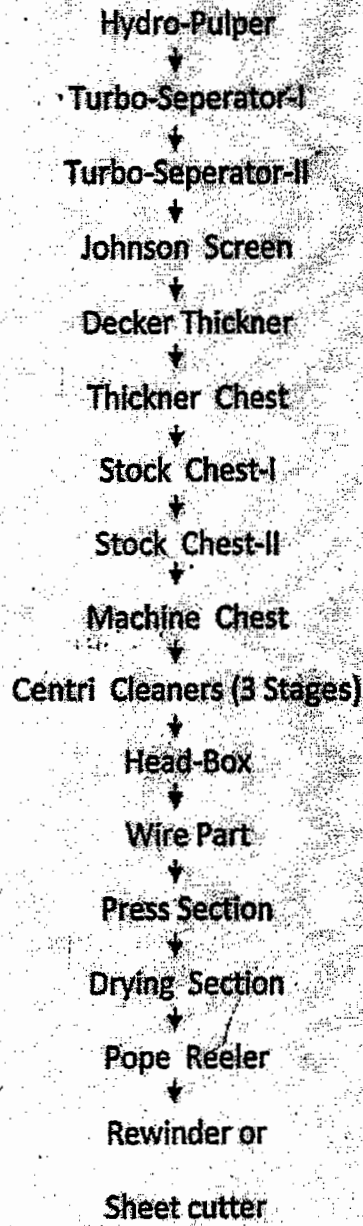 Hydro-Pulper
Turbo-Seperator-I
Turbo-Seperator-II
Johnson Screen
Decker Thickner
Thickner Chest
Stock Chest-I
Stock Chest-II
Machine Chest
Centri Cleaners (3 Stages)
Head-Box
Wire Part
Press Section
Drying Section
Pope Reeler
Rewinder or
Sheet cutter